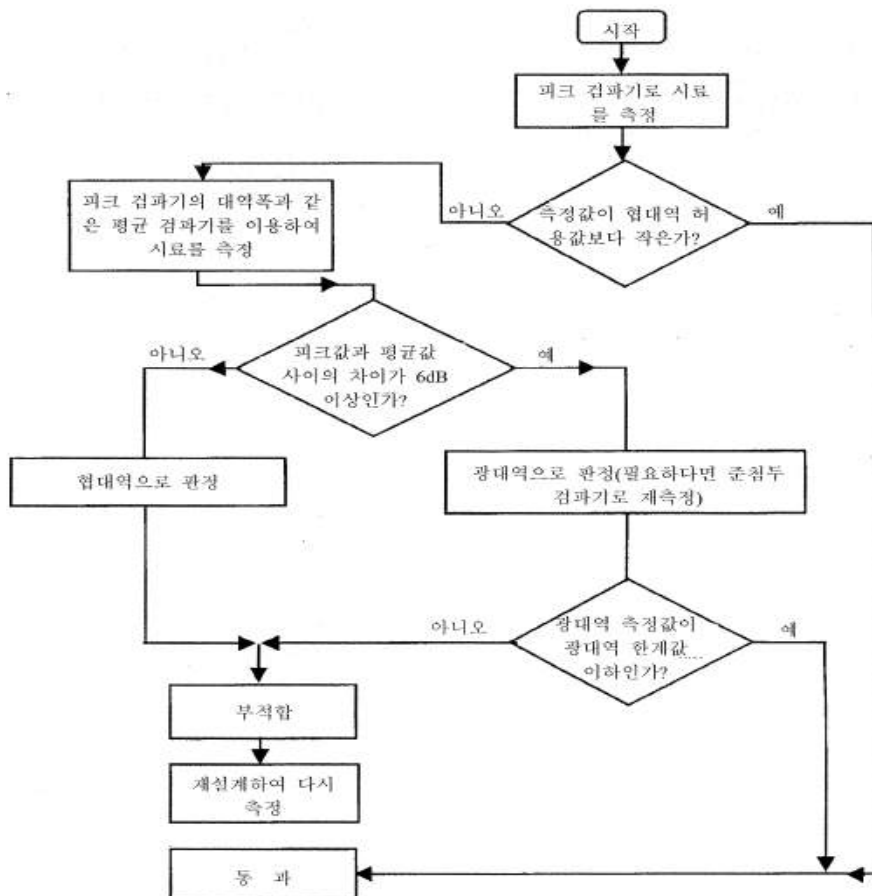 시작
피크 검파기로 시료
를 측정
측정값이 협대역 허
용값보다 작은가?
아니오
예
피크 검파기의 대역폭과 같
은 평균 검파기를 이용하여
시료를 측정
피크값과 평균값
사이의 차이가 6dB
이상인가?
아니오
예
협대역으로 판정
광대역으로 판정(필요하다면 준첨두
검파기로 재측정)
광대역 측정값이
광대역 한계값
이하인가?
아니오
예
부적합
재설계하여 다시
측정
통 과